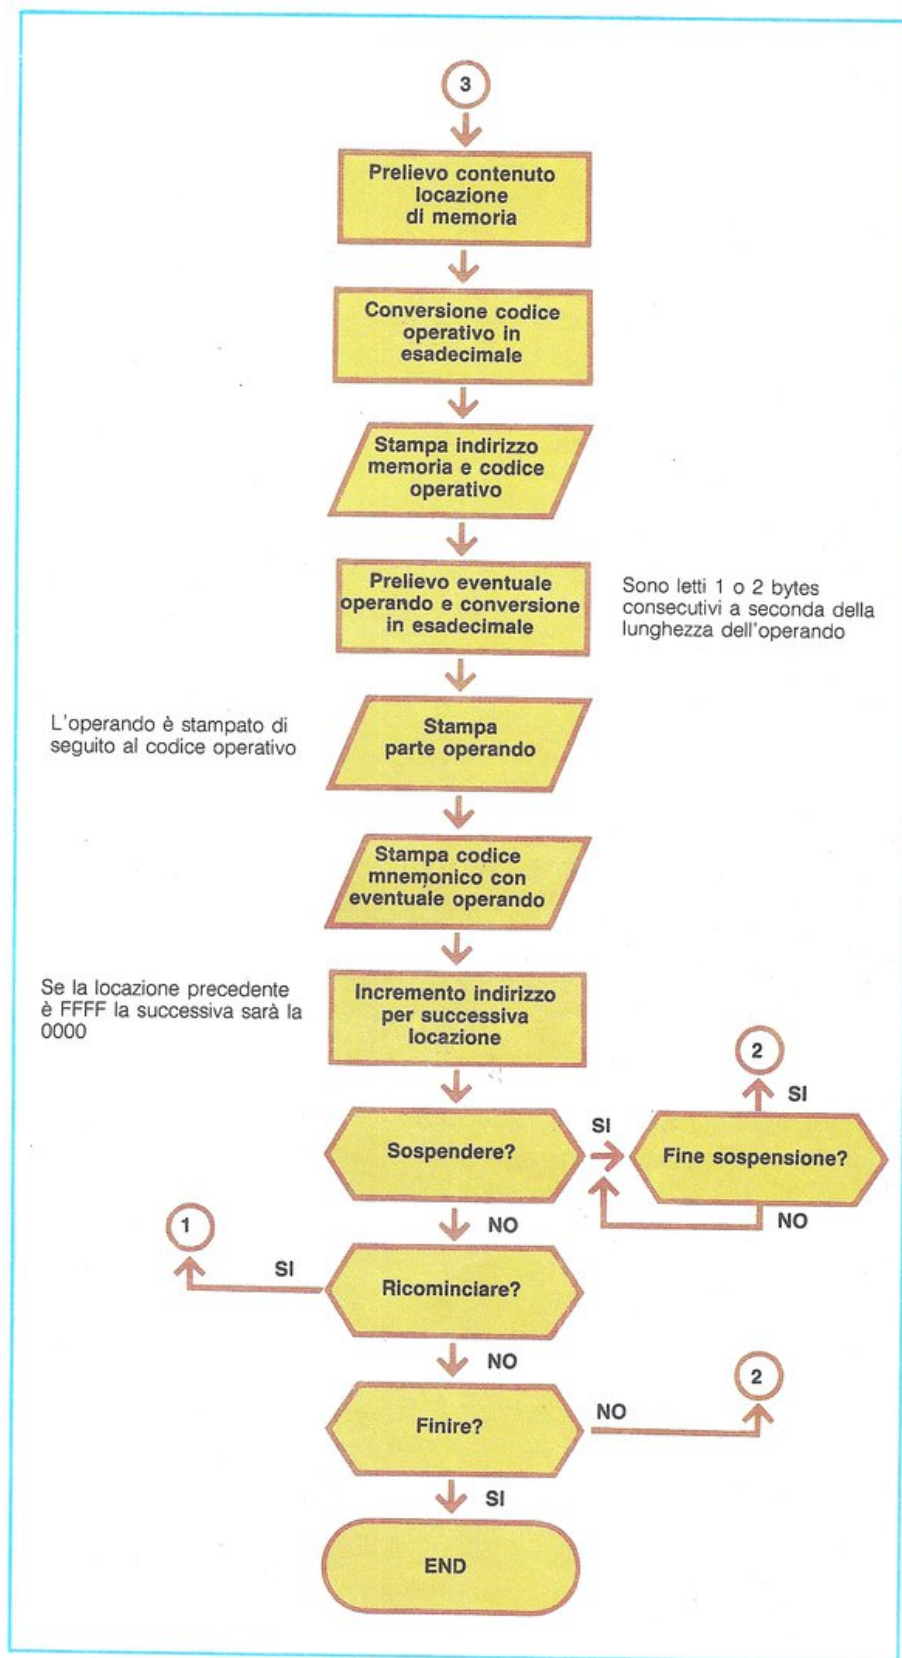 3
Prelievo contenuto
locazione
di memoria
Conversione codice
operativo in
esadecimale
Stampa indirizzo
memoria e codice
operativo
Prelievo eventuale
operando e conversione
in esadecimale
Sono letti 1 o 2 bytes
consecutivi a seconda della
lunghezza dell'operando
L'operando è stampato di
seguito al codice operativo
Stampa
parte operando
Stampa codice
mnemonico con
eventuale operando
Se la locazione precedente
è FFFF la successiva sarà la
0000
Incremento indirizzo
per successiva
locazione
2
SI
Sospendere?
SI
Fine sospensione?
NO
NO
1
SI
Ricominciare?
NO
2
Finire?
NO
SI
END